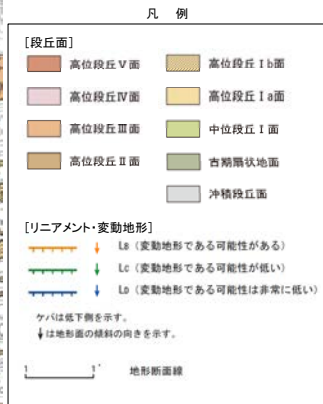 凡 例
[段丘面]
高位段丘Ⅴ面
高位段丘Ⅰb面
高位段丘Ⅳ面
高位段丘Ⅰa面
高位段丘Ⅲ面
中位段丘Ⅰ面
高位段丘Ⅱ面
古期扇状地面
沖積段丘面
[リニアメント・変動地形]
LB（変動地形である可能性がある）
LC（変動地形である可能性が低い）
LD（変動地形である可能性は非常に低い）
ケバは低下側を示す。
↓は地形面の傾斜の向きを示す。
1 1' 地形断面線